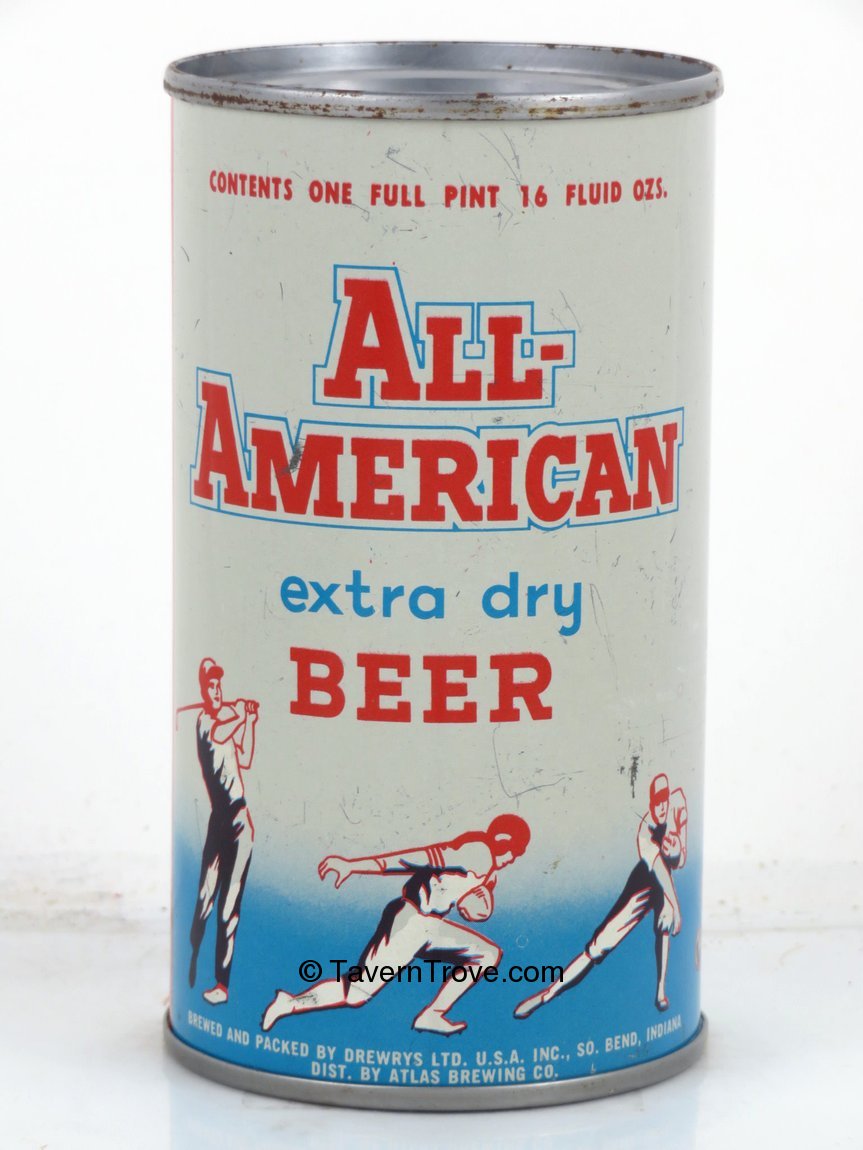 CONTENTS ONE FULL PINT 16 FLUID OZS.
ALL-
AMERICAN
extra dry
BEER
© TavernTrove.com
BREWED AND PACKED BY DREWRYS LTD. U.S.A. INC., SO. BEND, INDIANA
DIST. BY ATLAS BREWING CO.